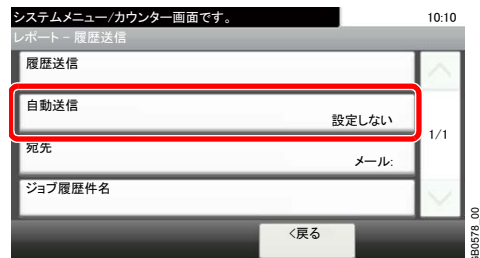 システムメニュー/カウンター画面です。
10:10
レポート - 履歴送信
履歴送信
自動送信
設定しない
1/1
宛先
メール:
ジョブ履歴件名
<戻る
GB0578_00